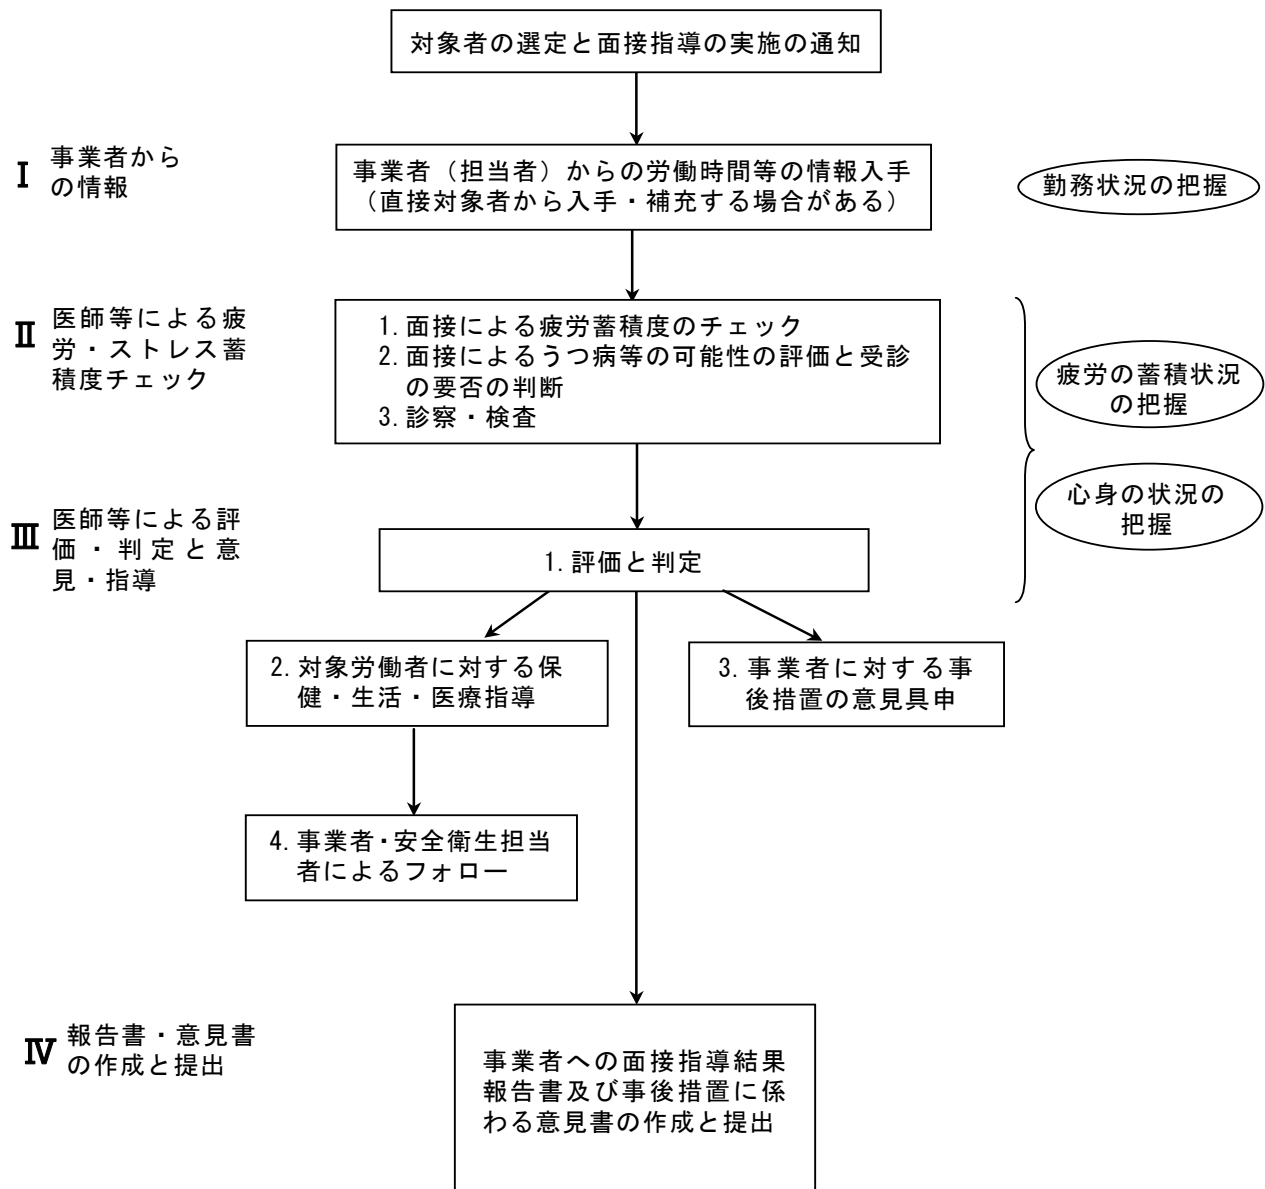 対象者の選定と面接指導の実施の通知
Ⅰ
事業者から
の情報
事業者（担当者）からの労働時間等の情報入手
（直接対象者から入手・補充する場合がある）
勤務状況の把握
Ⅱ
医師等による疲
労・ストレス蓄
積度チェック
1. 面接による疲労蓄積度のチェック
2. 面接によるうつ病等の可能性の評価と受診
の要否の判断
3. 診察・検査
疲労の蓄積状況
の把握
心身の状況の
把握
Ⅲ
医師等による評
価・判定と意
見・指導
1. 評価と判定
2. 対象労働者に対する保
健・生活・医療指導
3. 事業者に対する事
後措置の意見具申
4. 事業者・安全衛生担当
者によるフォロー
Ⅳ
報告書・意見書
の作成と提出
事業者への面接指導結果
報告書及び事後措置に係
わる意見書の作成と提出